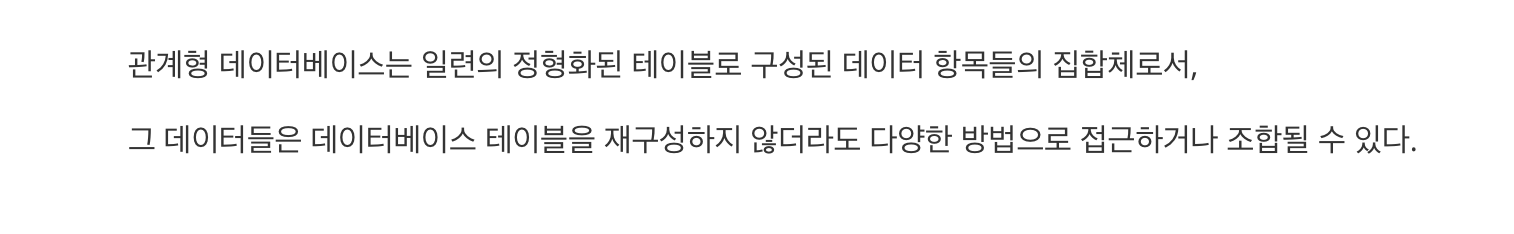 관계형 데이터베이스는 일련의 정형화된 테이블로 구성된 데이터 항목들의 집합체로서,
그 데이터들은 데이터베이스 테이블을 재구성하지 않더라도 다양한 방법으로 접근하거나 조합될 수 있다.